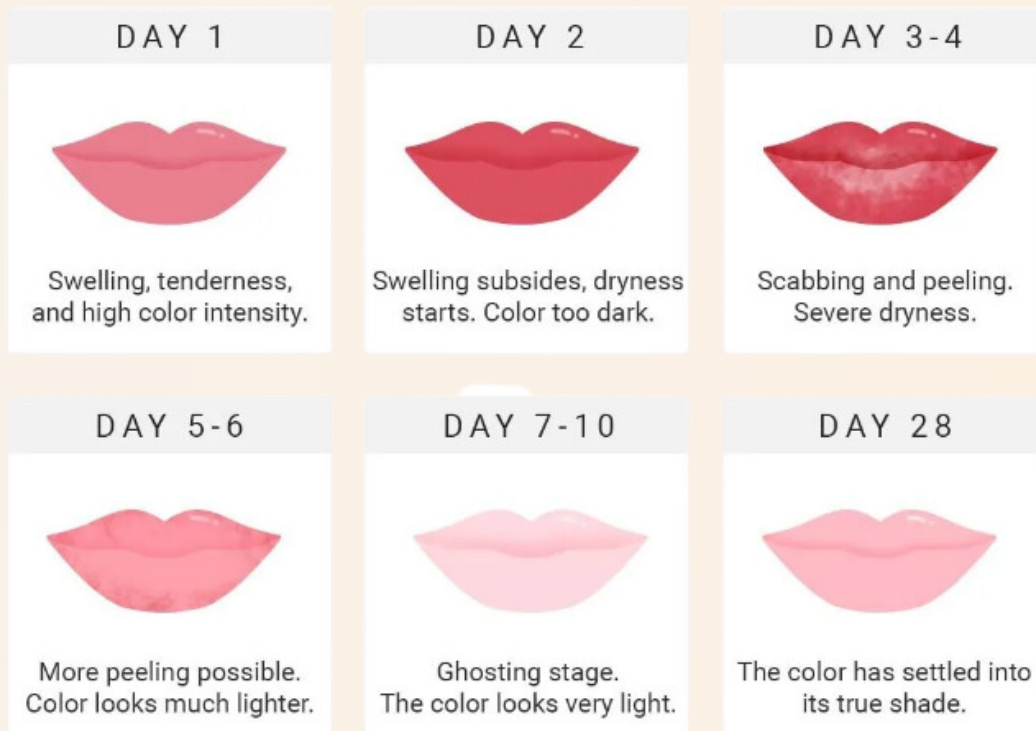 DAY 1
Swelling, tenderness,
and high color intensity.
DAY 2
Swelling subsides, dryness
starts. Color too dark.
DAY 3-4
Scabbing and peeling.
Severe dryness.
DAY 5-6
More peeling possible.
Color looks much lighter.
DAY 7-10
Ghosting stage.
The color looks very light.
DAY 28
The color has settled into
its true shade.